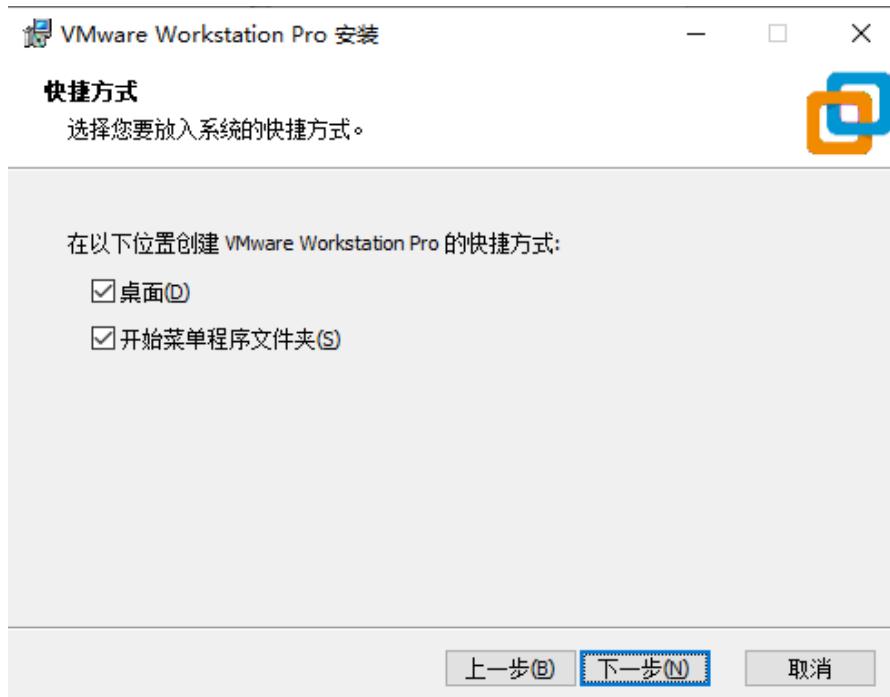 VMware Workstation Pro 安装
快捷方式
选择您要放入系统的快捷方式。
在以下位置创建 VMware Workstation Pro 的快捷方式:
桌面(D)
开始菜单程序文件夹(S)
上一步(B) 下一步(N) 取消